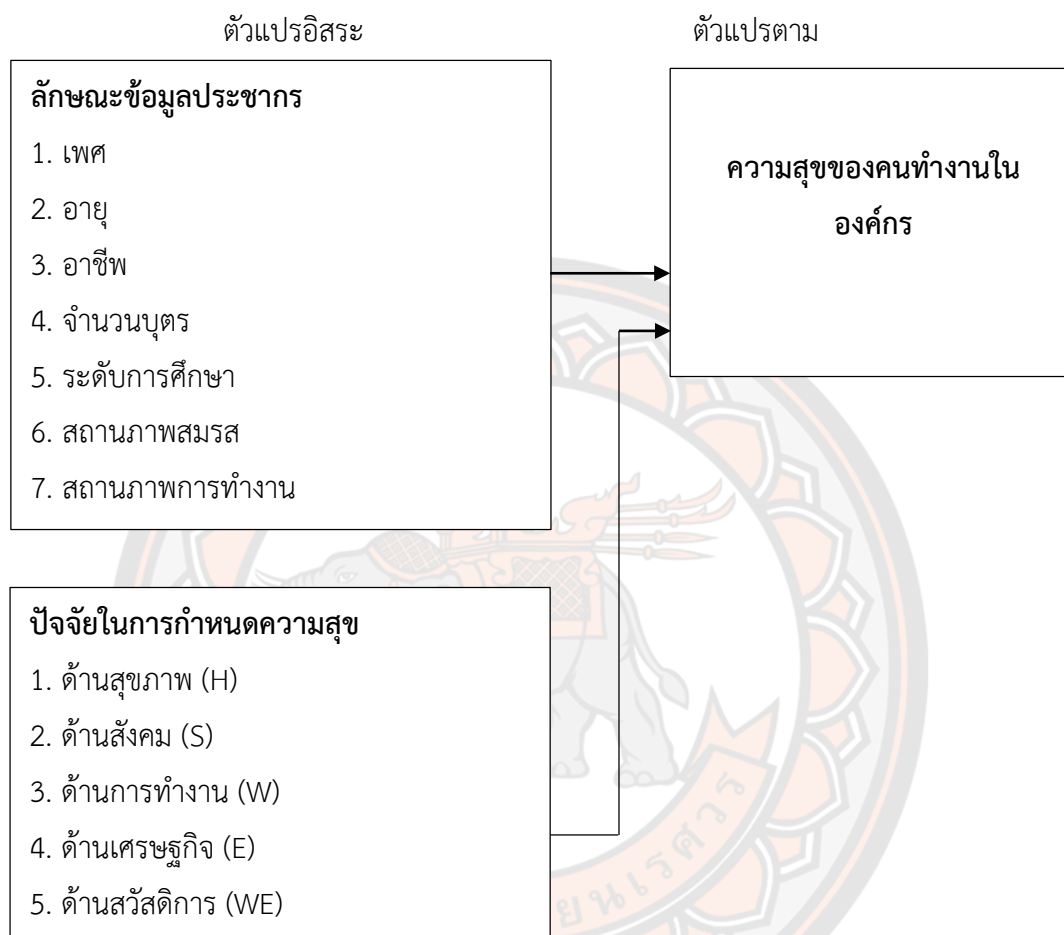 ตัวแปรอิสระ
ตัวแปรตาม
ลักษณะข้อมูลประชากร
1. เพศ
2. อายุ
3. อาชีพ
4. จำนวนบุตร
5. ระดับการศึกษา
6. สถานภาพสมรส
7. สถานภาพการทำงาน
ความสุขของคนทำงานใน
องค์กร
ปัจจัยในการกำหนดความสุข
1. ด้านสุขภาพ (H)
2. ด้านสังคม (S)
3. ด้านการทำงาน (W)
4. ด้านเศรษฐกิจ (E)
5. ด้านสวัสดิการ (WE)
ยนเรศวร